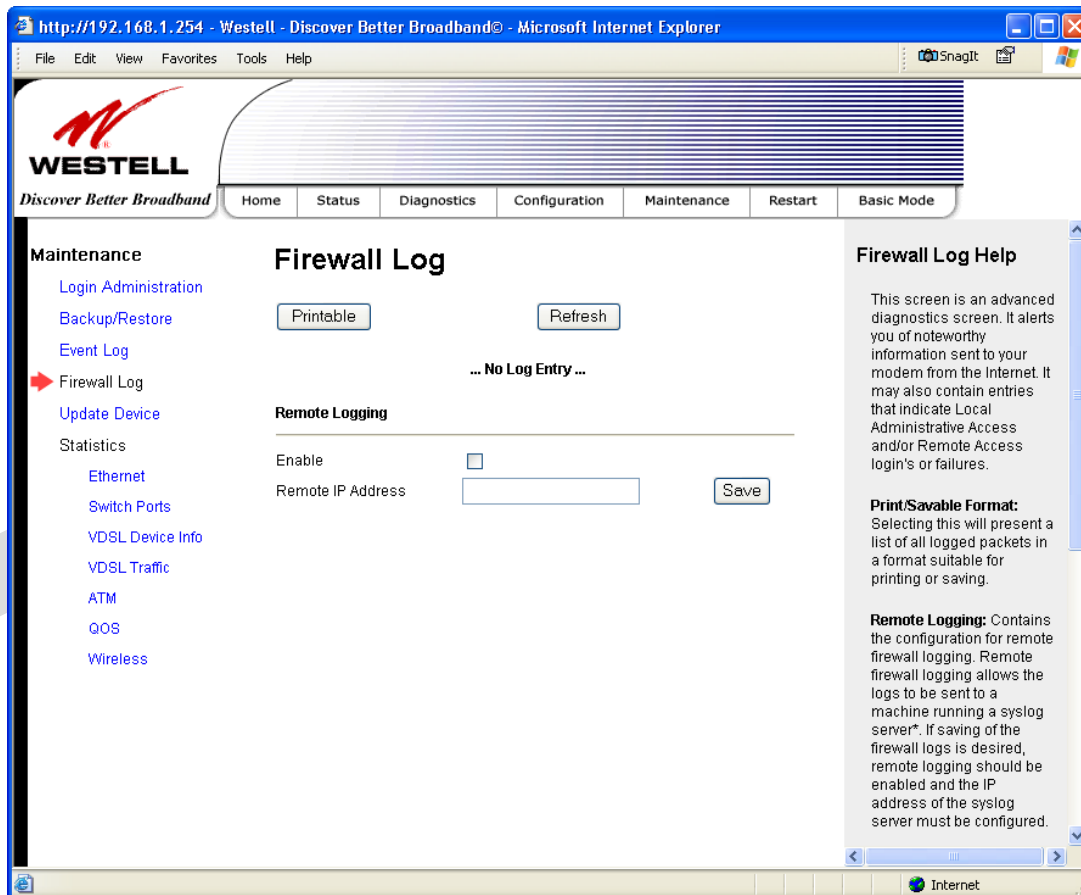 http://192.168.1.254 - Westell - Discover Better Broadband© - Microsoft Internet Explorer
File Edit View Favorites Tools Help
SnagIt
WESTELL
Discover Better Broadband
Home Status Diagnostics Configuration Maintenance Restart Basic Mode
Maintenance
Login Administration
Backup/Restore
Event Log
Firewall Log
Update Device
Statistics
Ethernet
Switch Ports
VDSL Device Info
VDSL Traffic
ATM
QOS
Wireless
Firewall Log
Printable Refresh
... No Log Entry ...
Remote Logging
Enable
Remote IP Address Save
Firewall Log Help
This screen is an advanced
diagnostics screen. It alerts
you of noteworthy
information sent to your
modem from the Internet. It
may also contain entries
that indicate Local
Administrative Access
and/or Remote Access
login's or failures.
Print/Savable Format:
Selecting this will present a
list of all logged packets in
a format suitable for
printing or saving.
Remote Logging: Contains
the configuration for remote
firewall logging. Remote
firewall logging allows the
logs to be sent to a
machine running a syslog
server*. If saving of the
firewall logs is desired,
remote logging should be
enabled and the IP
address of the syslog
server must be configured.
Internet